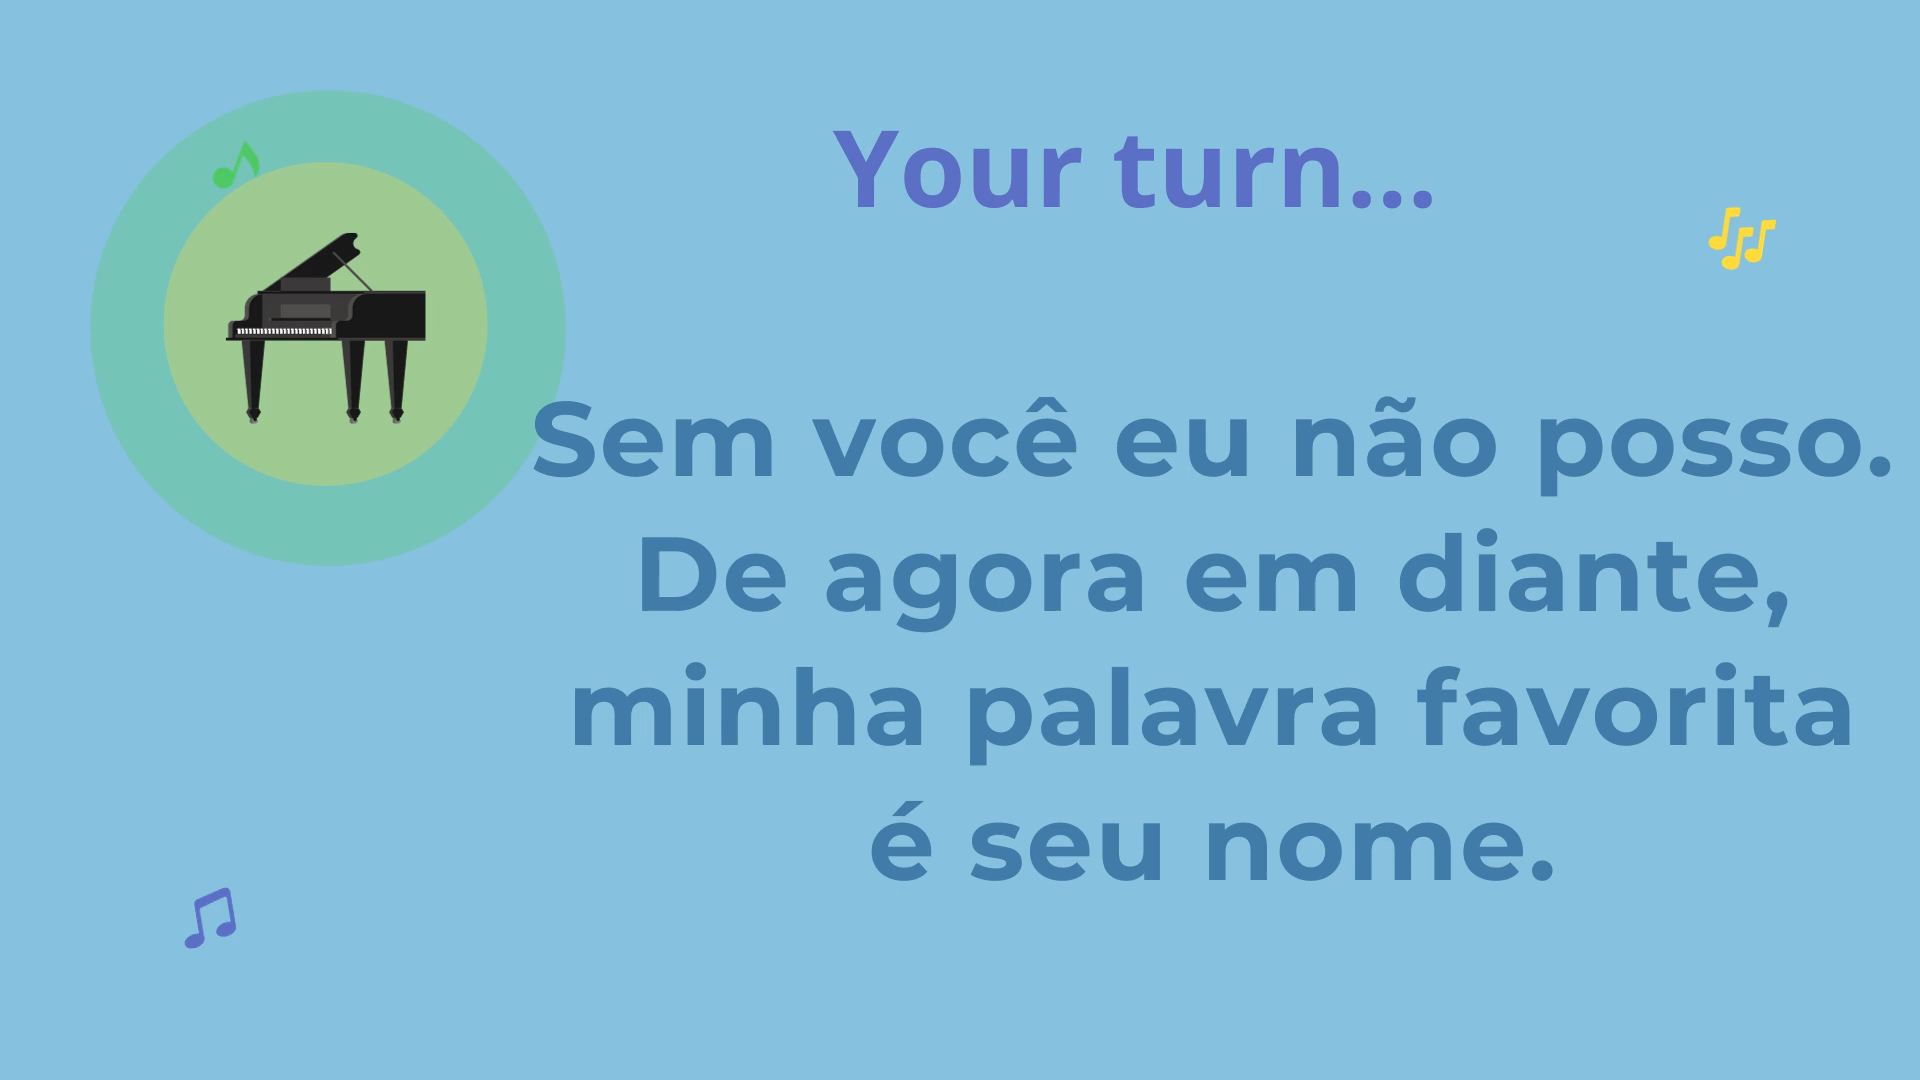 Your turn...
Sem você eu não posso.
De agora em diante,
minha palavra favorita
é seu nome.